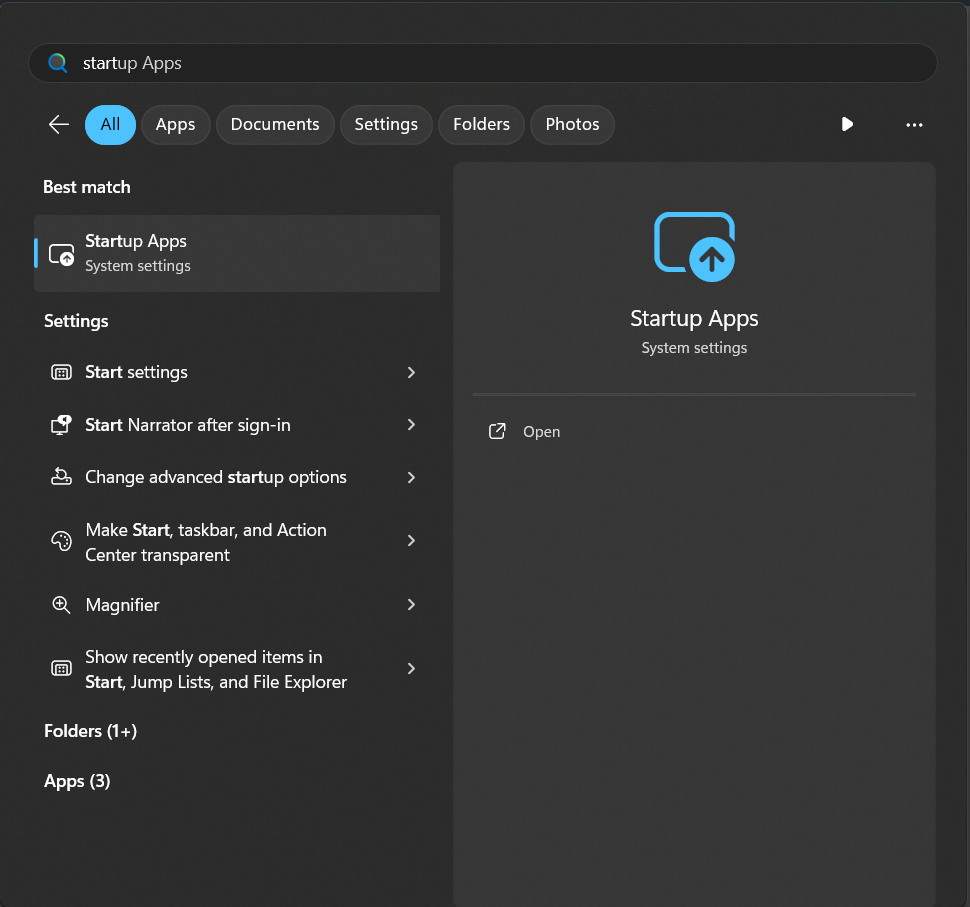 startup Apps
All
Apps
Documents
Settings
Folders
Photos
Best match
Startup Apps
System settings
Settings
Start settings
Start Narrator after sign-in
Change advanced startup options
Make Start, taskbar, and Action
Center transparent
Magnifier
Show recently opened items in
Start, Jump Lists, and File Explorer
Folders (1+)
Apps (3)
Startup Apps
System settings
Open